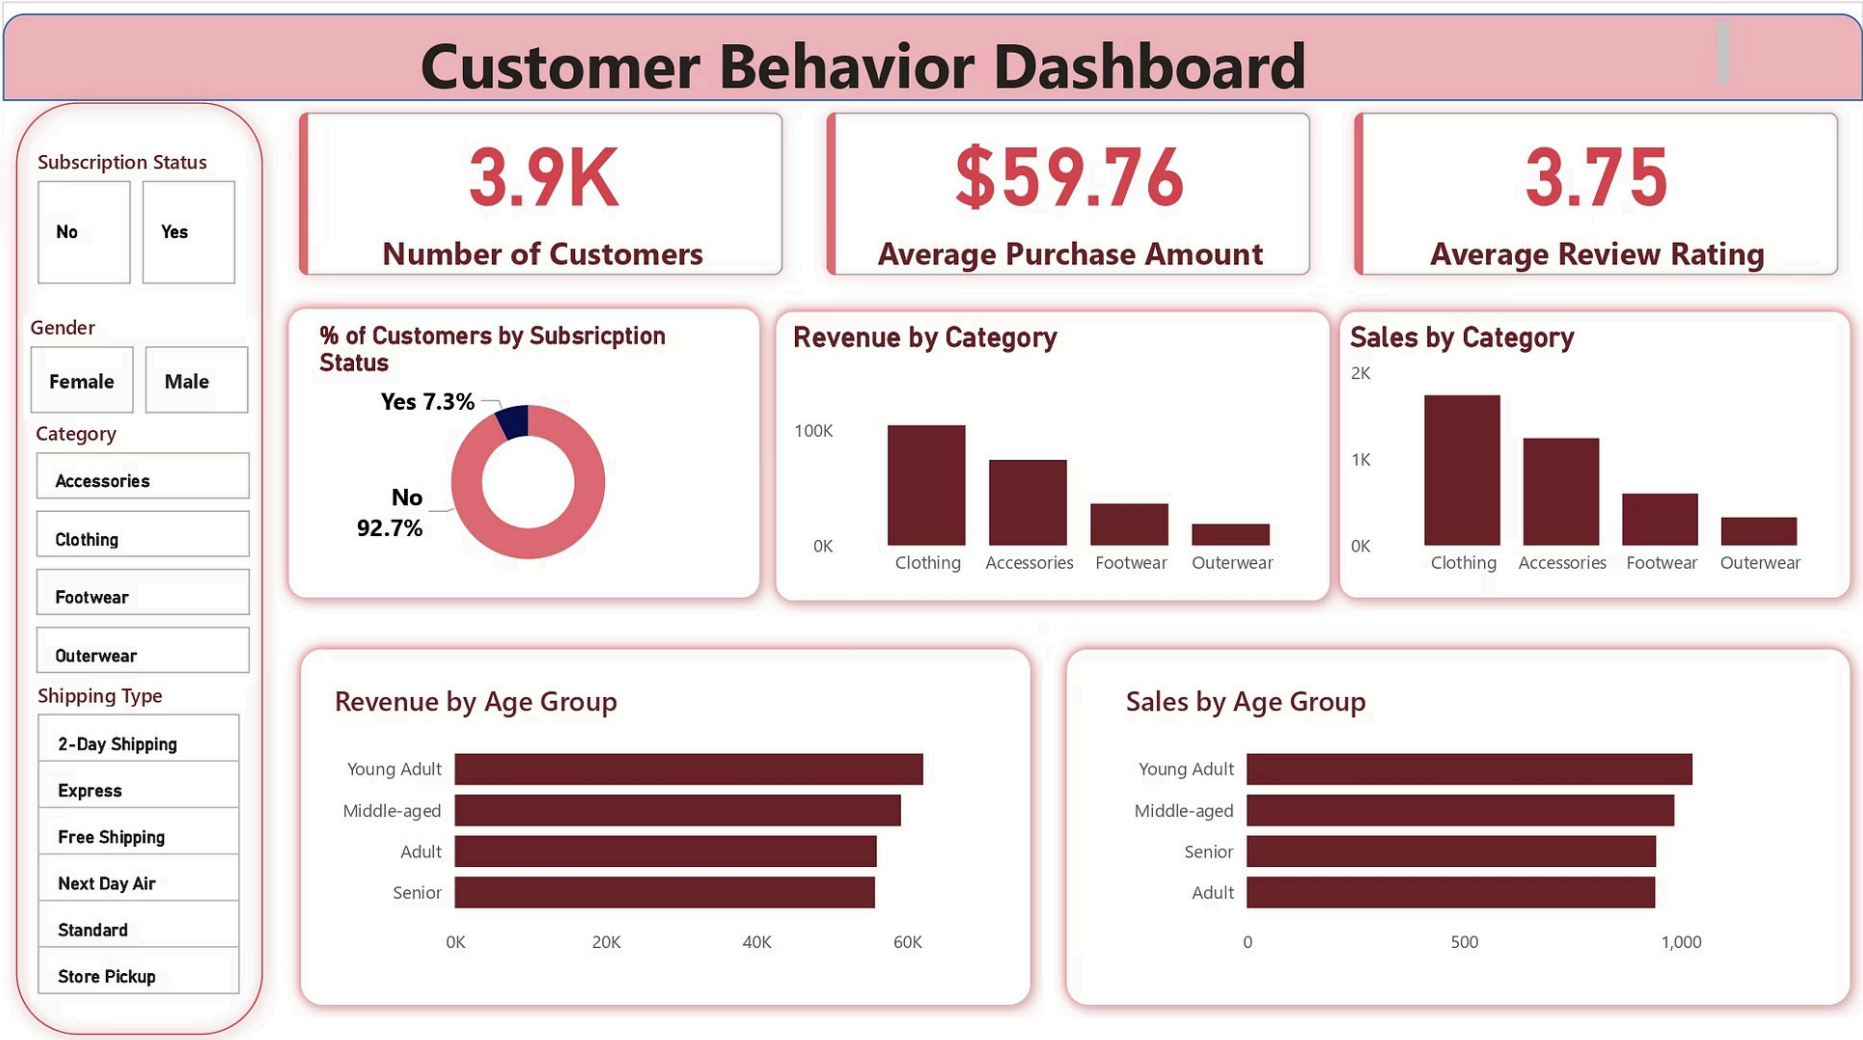 Customer Behavior Dashboard
Subscription Status
No
Yes
Gender
Female
Male
Category
Accessories
Clothing
Footwear
Outerwear
Shipping Type
2-Day Shipping
Express
Free Shipping
Next Day Air
Standard
Store Pickup
3.9K
Number of Customers
$59.76
Average Purchase Amount
3.75
Average Review Rating
% of Customers by Subsricption
Status
Yes 7.3%
No
92.7%
Revenue by Category
100K
0K
Clothing
Accessories
Footwear
Outerwear
Sales by Category
2K
1K
0K
Clothing
Accessories
Footwear
Outerwear
Revenue by Age Group
Young Adult
Middle-aged
Adult
Senior
0K
20K
40K
60K
Sales by Age Group
Young Adult
Middle-aged
Senior
Adult
0
500
1,000